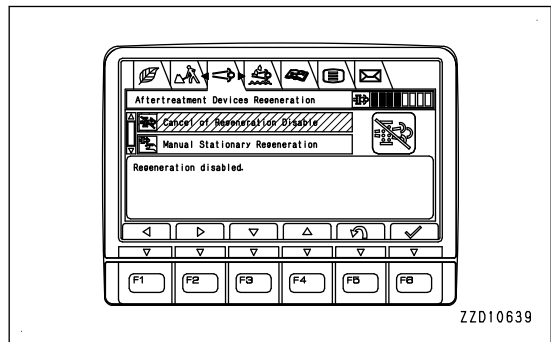 Aftertreatment Devices Regeneration
Cancel of Regeneration Disable
Manual Stationary Regeneration
Regeneration disabled.
F1 F2 F3 F4 F5 F6
ZZD10639